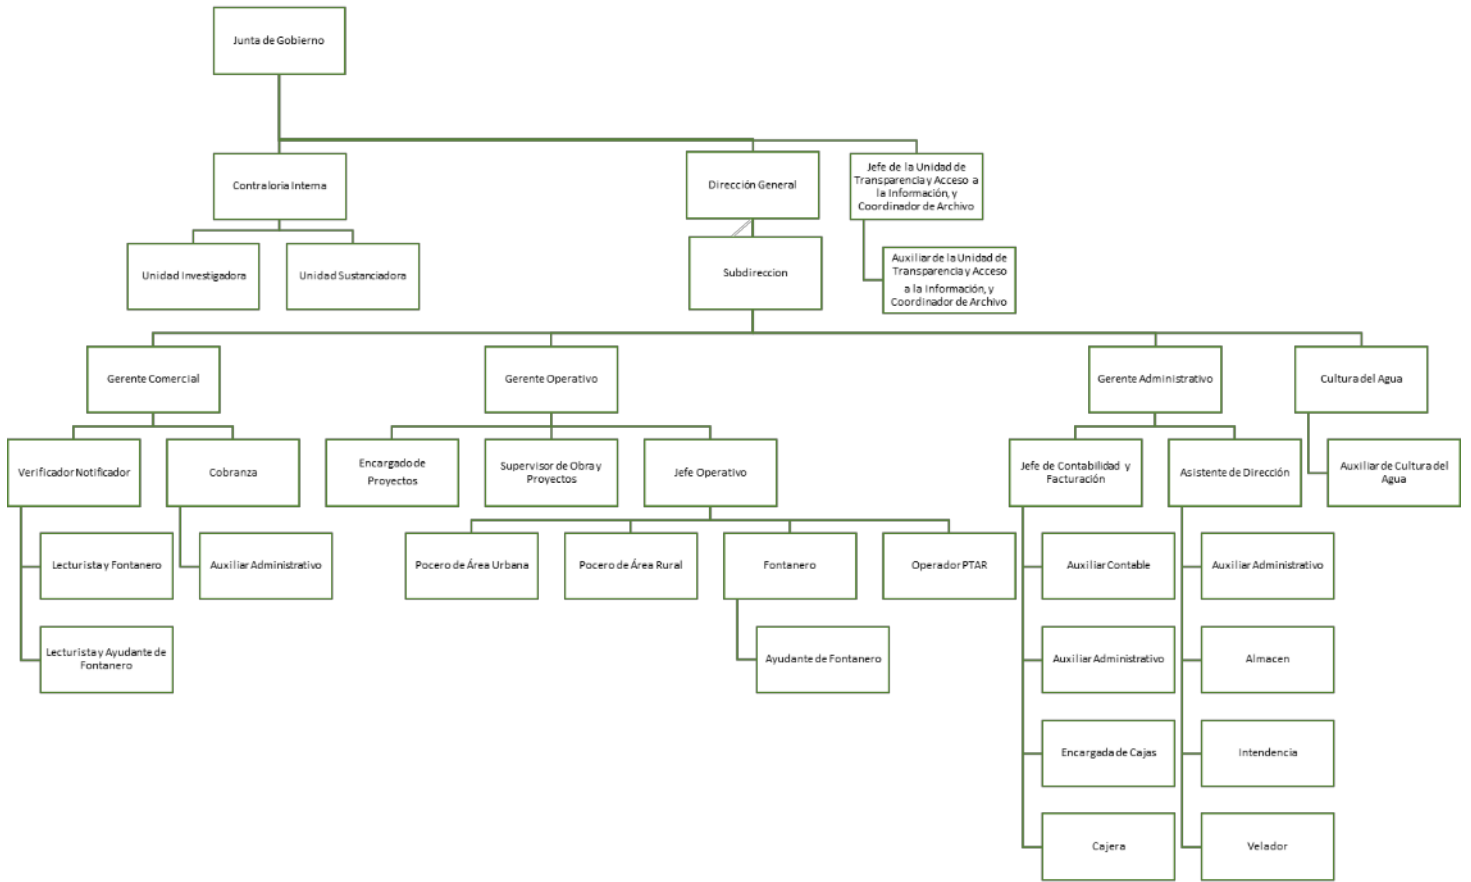 Junta de Gobierno
Contraloria Interna
Dirección General
Jefe de la Unidad de
Transparencia y Acceso a
la Información, y
Coordinador de Archivo
Unidad Investigadora
Unidad Sustanciadora
Subdireccion
Auxiliar de la Unidad de
Transparencia y Acceso
a la Información, y
Coordinador de Archivo
Gerente Comercial
Gerente Operativo
Gerente Administrativo
Cultura del Agua
Verificador Notificador
Cobranza
Encargado de
Proyectos
Supervisor de Obra y
Proyectos
Jefe Operativo
Jefe de Contabilidad y
Facturación
Asistente de Dirección
Auxiliar de Cultura del
Agua
Lecturista y Fontanero
Auxiliar Administrativo
Pocero de Área Urbana
Pocero de Área Rural
Fontanero
Operador PTAR
Auxiliar Contable
Auxiliar Administrativo
Lecturista y Ayudante de
Fontanero
Ayudante de Fontanero
Auxiliar Administrativo
Almacen
Encargada de Cajas
Intendencia
Cajera
Velador